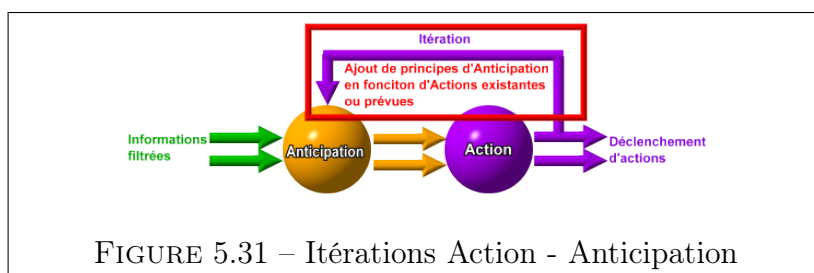 Itération
Ajout de principes d'Anticipation
en fonciton d'Actions existantes
ou prévues
Informations
filtrées
Anticipation
Action
Déclenchement
d'actions
FIGURE 5.31 – Itérations Action - Anticipation